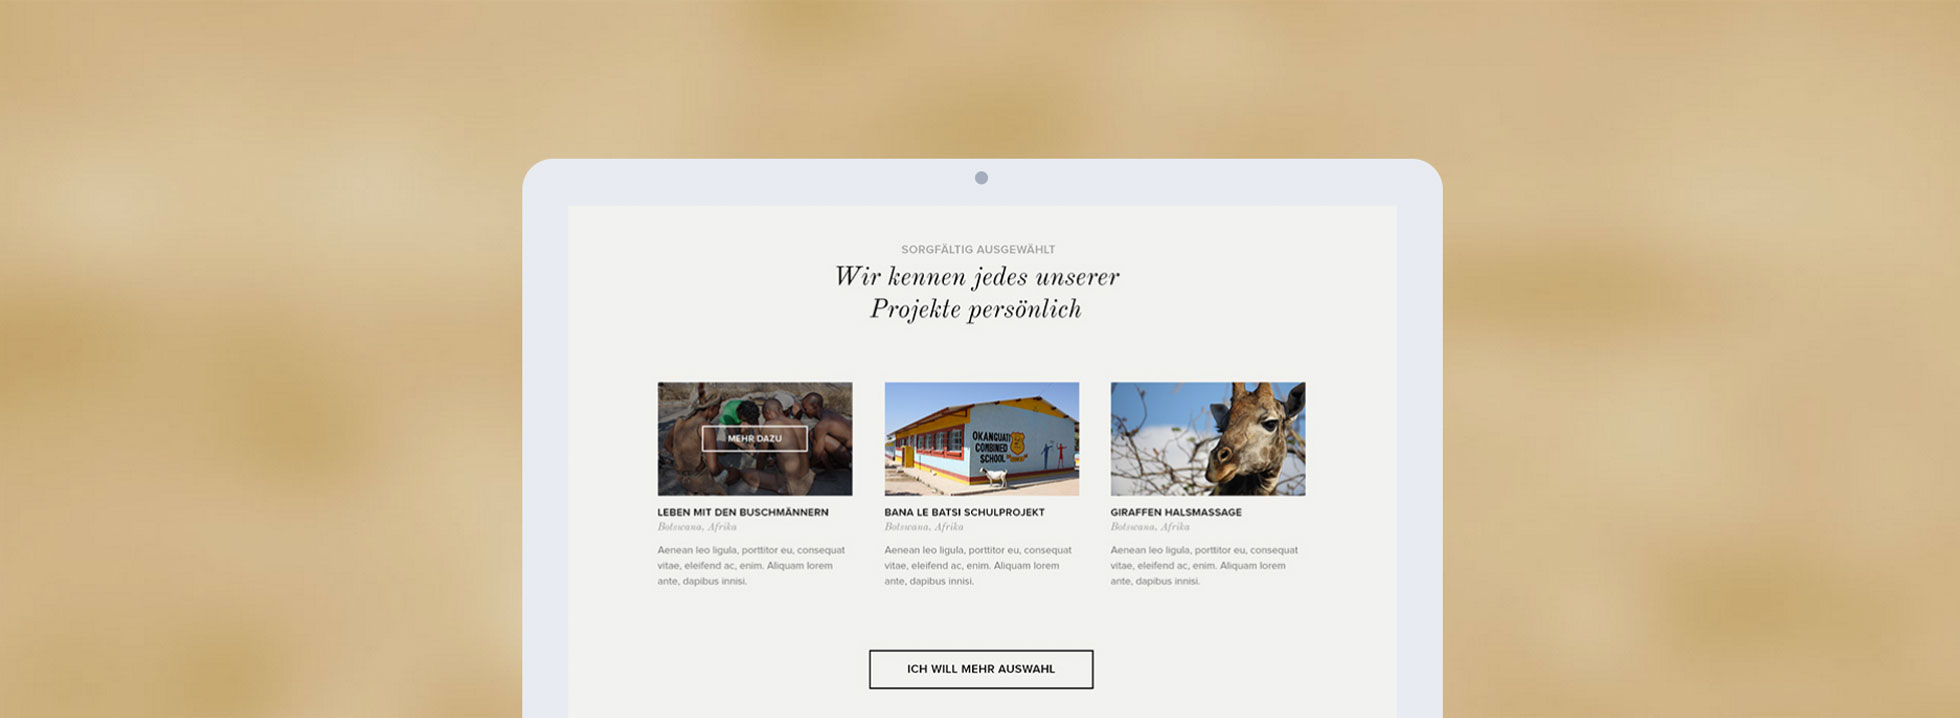 SORGFÄLTIG AUSGEWÄHLT
Wir kennen jedes unserer
Projekte persönlich
MEHR DAZU
OKANGUATI
COMBINED
SCHOOL
LEBEN MIT DEN BUSCHMÄNNERN
Botswana, Afrika
Aenean leo ligula, porttitor eu, consequat
vitae, eleifend ac, enim. Aliquam lorem
ante, dapibus innisi.
BANA LE BATSI SCHULPROJEKT
Botswana, Afrika
Aenean leo ligula, porttitor eu, consequat
vitae, eleifend ac, enim. Aliquam lorem
ante, dapibus innisi.
GIRAFFEN HALSMASSAGE
Botswana, Afrika
Aenean leo ligula, porttitor eu, consequat
vitae, eleifend ac, enim. Aliquam lorem
ante, dapibus innisi.
ICH WILL MEHR AUSWAHL